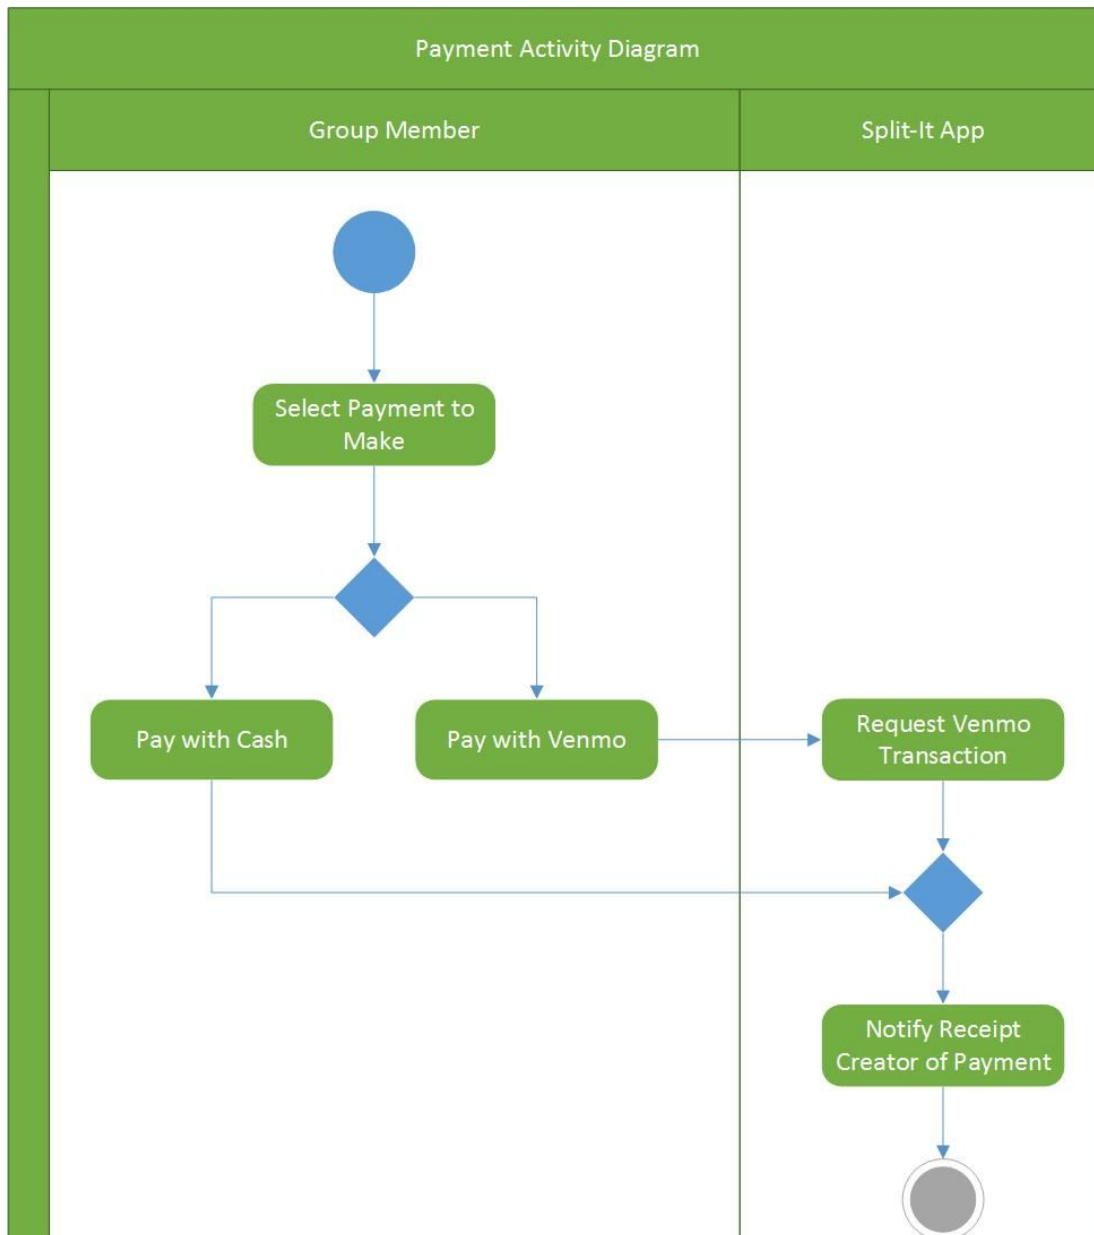 Payment Activity Diagram
Group Member
Split-It App
Select Payment to
Make
Pay with Cash
Pay with Venmo
Request Venmo
Transaction
Notify Receipt
Creator of Payment